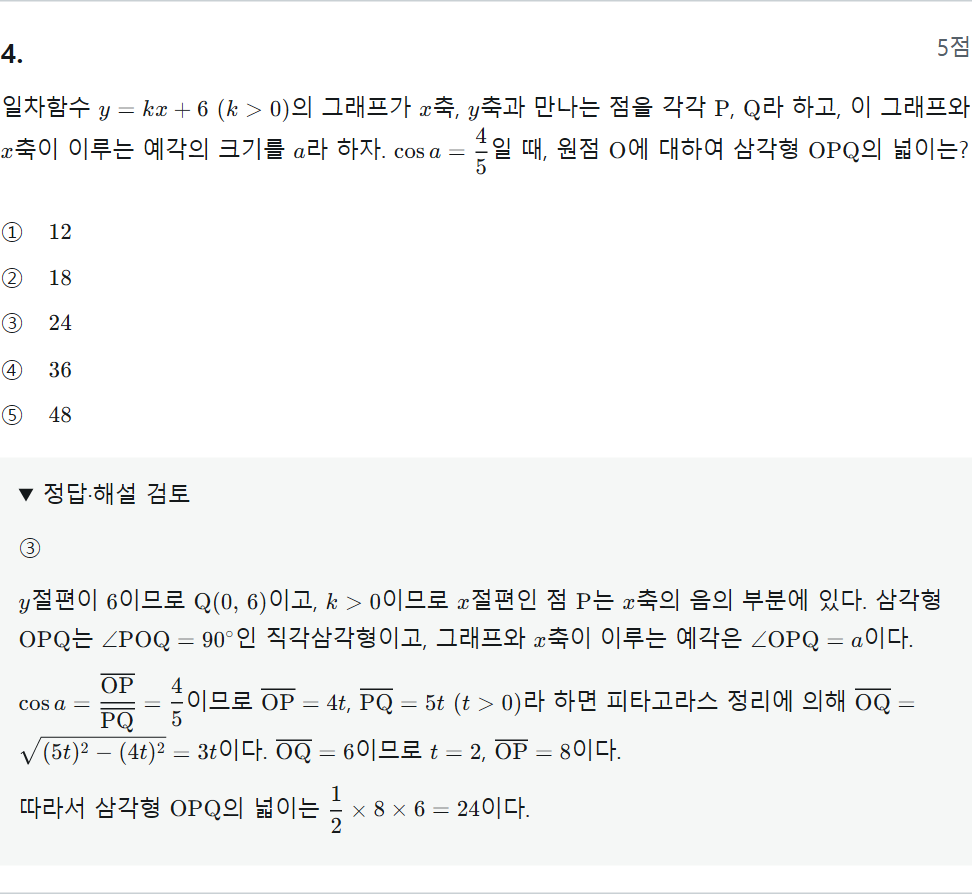 4.
5점
일차함수 y = kx + 6 (k > 0)의 그래프가 x축, y축과 만나는 점을 각각 P, Q라 하고, 이 그래프와
x축이 이루는 예각의 크기를 a라 하자. cos a = 4/5일 때, 원점 O에 대하여 삼각형 OPQ의 넓이는?
① 12
② 18
③ 24
④ 36
⑤ 48
▼ 정답·해설 검토
③
y절편이 6이므로 Q(0, 6)이고, k > 0이므로 x절편인 점 P는 x축의 음의 부분에 있다. 삼각형
OPQ는 ∠POQ = 90°인 직각삼각형이고, 그래프와 x축이 이루는 예각은 ∠OPQ = a이다.
cos a = O̅P̅/P̅Q̅ = 4/5이므로 O̅P̅ = 4t, P̅Q̅ = 5t (t > 0)라 하면 피타고라스 정리에 의해 O̅Q̅ =
√((5t)² − (4t)²) = 3t이다. O̅Q̅ = 6이므로 t = 2, O̅P̅ = 8이다.
따라서 삼각형 OPQ의 넓이는 1/2 × 8 × 6 = 24이다.